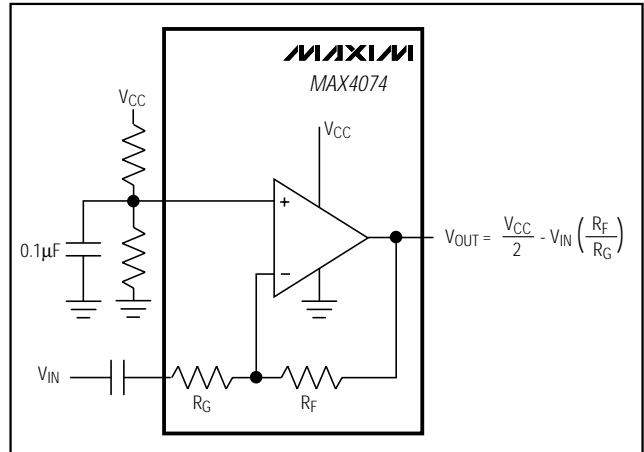 MAXIM
MAX4074
VCC
VCC
+
0.1μF
−
VOUT = VCC/2 - VIN (RF/RG)
VIN
RG
RF